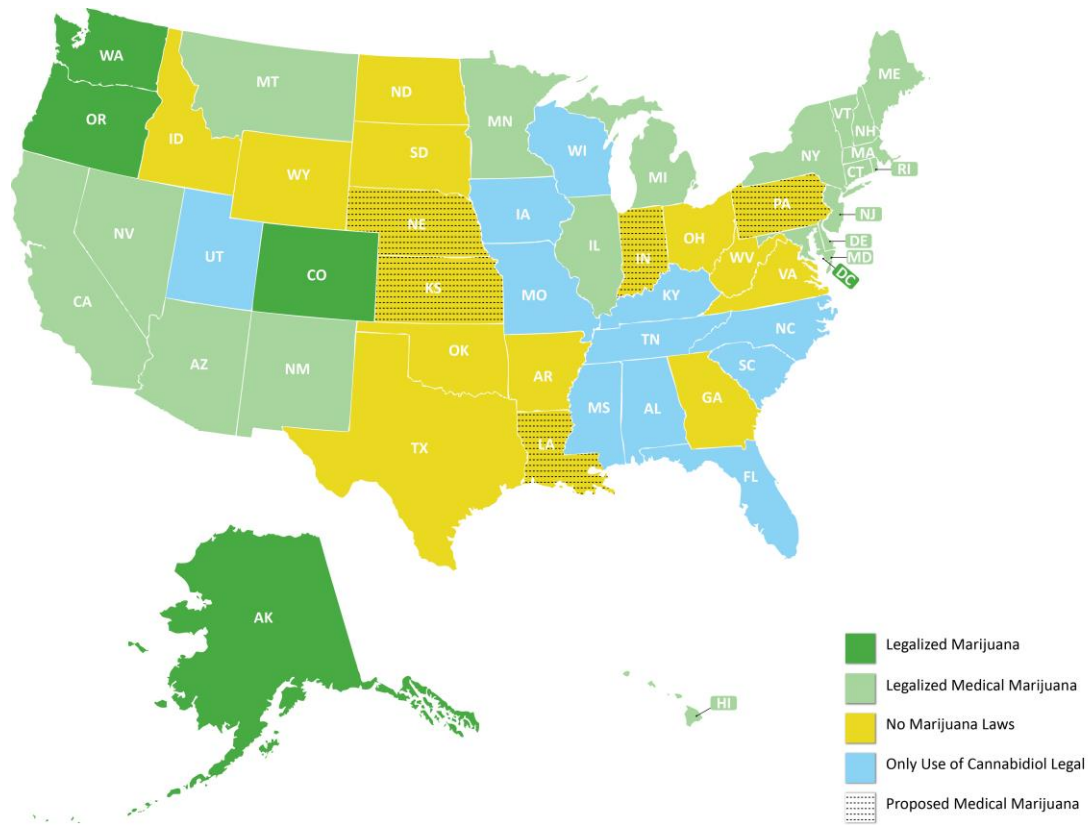 WA
OR
ID
MT
WY
ND
SD
NE
KS
MN
WI
IA
MI
IL
IN
OH
PA
NY
VT
NH
ME
MA
CT
RI
NJ
DE
MD
DC
WV
VA
NV
CA
UT
CO
AZ
NM
MO
KY
TN
NC
SC
OK
AR
TX
LA
MS
AL
GA
FL
AK
HI
Legalized Marijuana
Legalized Medical Marijuana
No Marijuana Laws
Only Use of Cannabidiol Legal
Proposed Medical Marijuana